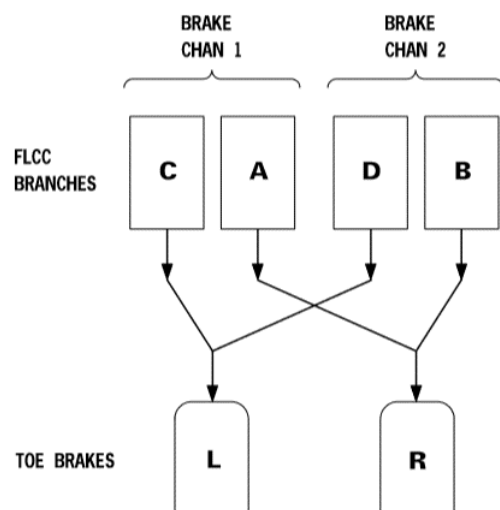 BRAKE
CHAN 1
BRAKE
CHAN 2
FLCC
BRANCHES
C
A
D
B
TOE BRAKES
L
R